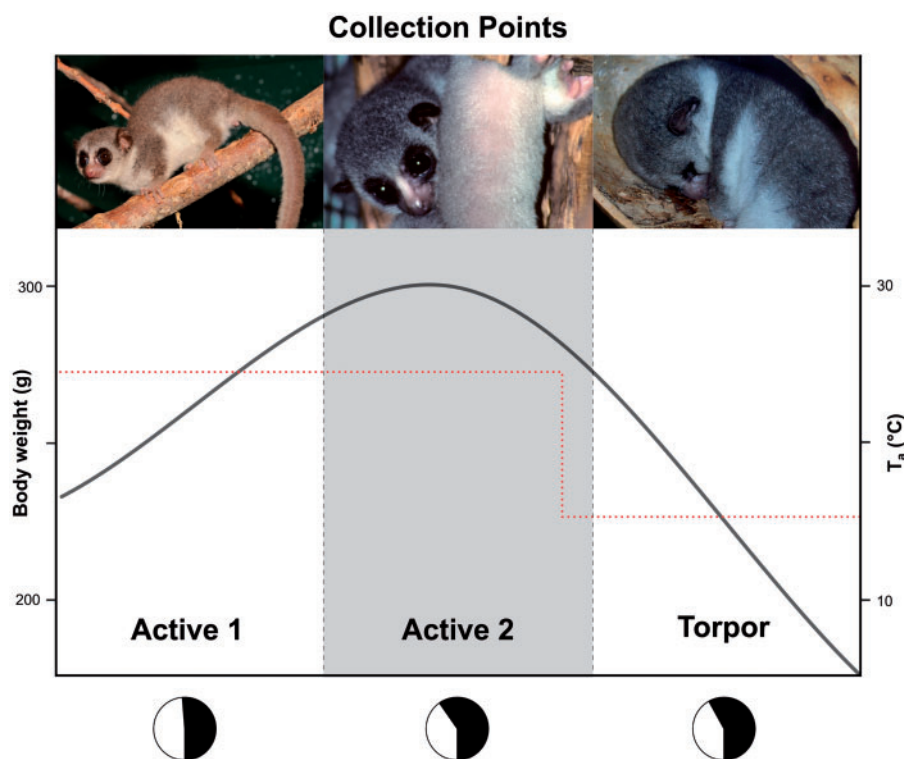 Collection Points
300
200
Body weight (g)
30
10
Ta (°C)
Active 1
Active 2
Torpor